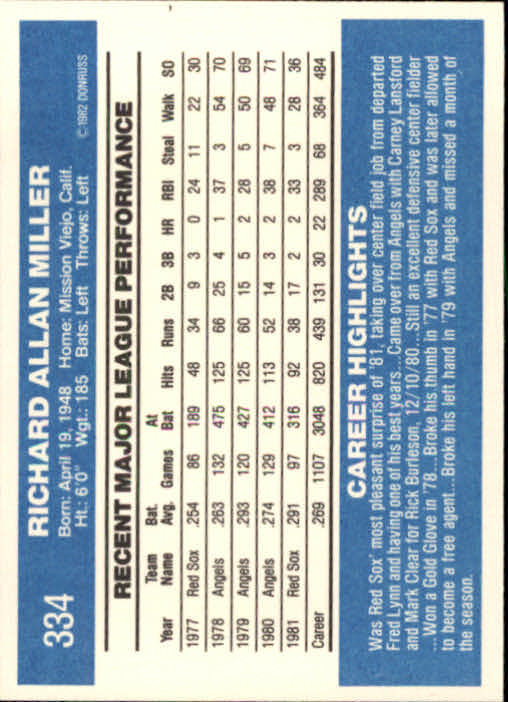 334
RICHARD ALLAN MILLER
Born: April 19, 1948 Home: Mission Viejo, Calif.
Ht.: 6'0" Wgt.: 185 Bats: Left Throws: Left
©1982 DONRUSS
RECENT MAJOR LEAGUE PERFORMANCE
Year Team Name Bat. Avg. Games At Bat Hits Runs 2B 3B HR RBI Steal Walk SO
1977 Red Sox .254 86 189 48 34 9 3 0 24 11 22 30
1978 Angels .263 132 475 125 66 25 4 1 37 3 54 70
1979 Angels .293 120 427 125 60 15 5 2 28 5 50 69
1980 Angels .274 129 412 113 52 14 3 2 38 7 48 71
1981 Red Sox .291 97 316 92 38 17 2 2 33 3 28 36
Career .269 1107 3048 820 439 131 30 22 289 68 364 484
CAREER HIGHLIGHTS
Was Red Sox' most pleasant surprise of '81, taking over center field job from departed
Fred Lynn and having one of his best years...Came over from Angels with Carney Lansford
and Mark Clear for Rick Burleson, 12/10/80...Still an excellent defensive center fielder
...Won a Gold Glove in '78...Broke his thumb in '77 with Red Sox and was later allowed
to become a free agent...Broke his left hand in '79 with Angels and missed a month of
the season.